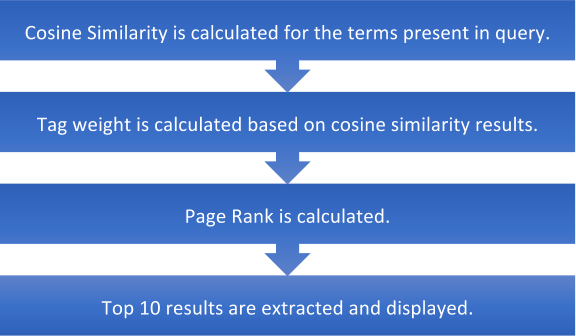 Cosine Similarity is calculated for the terms present in query.
Tag weight is calculated based on cosine similarity results.
Page Rank is calculated.
Top 10 results are extracted and displayed.